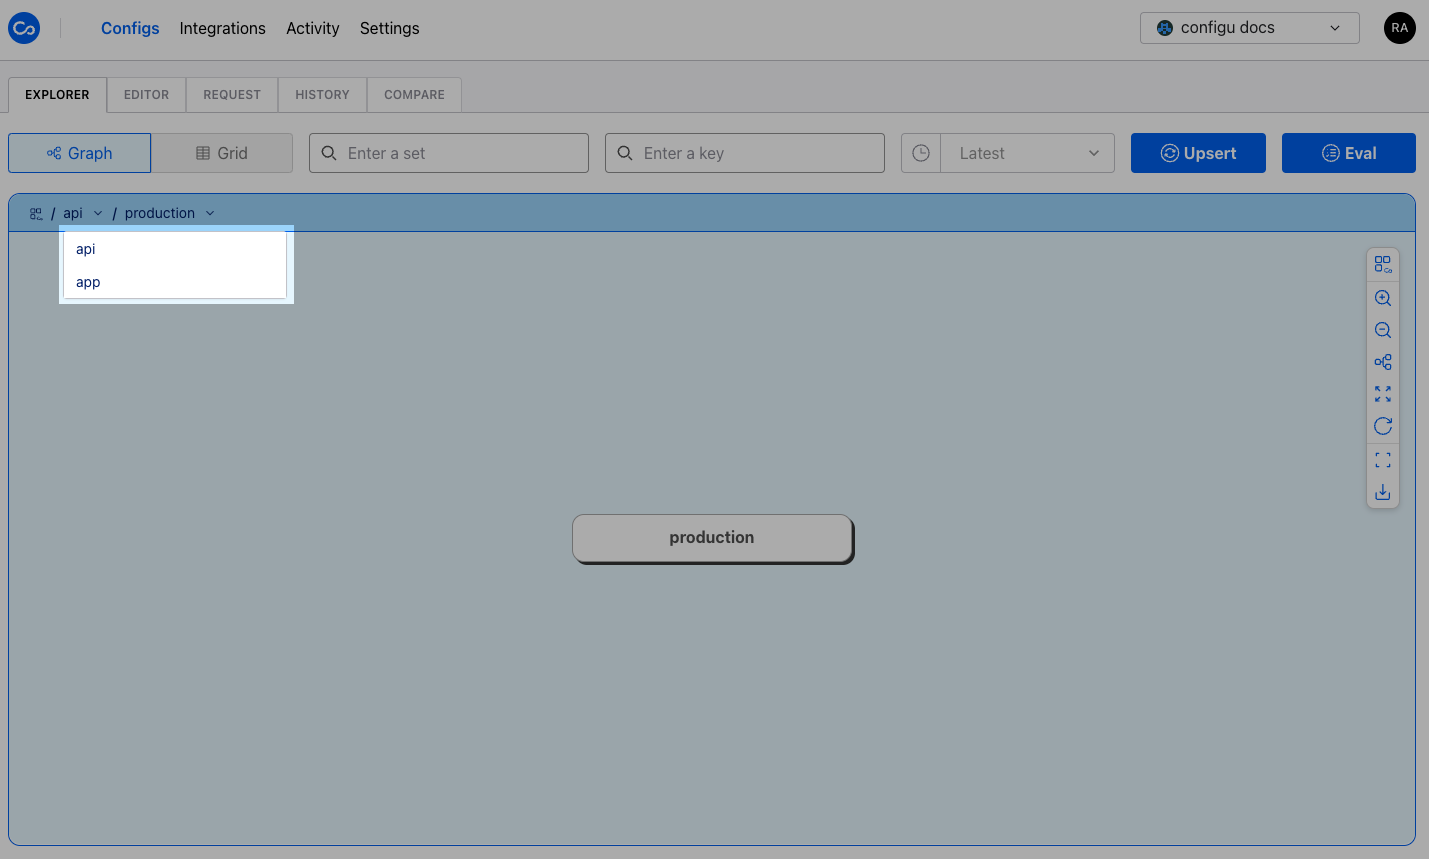 Configs Integrations Activity Settings configu docs RA
EXPLORER EDITOR REQUEST HISTORY COMPARE
Graph Grid Enter a set Enter a key Latest Upsert Eval
/ api / production
api
app
production